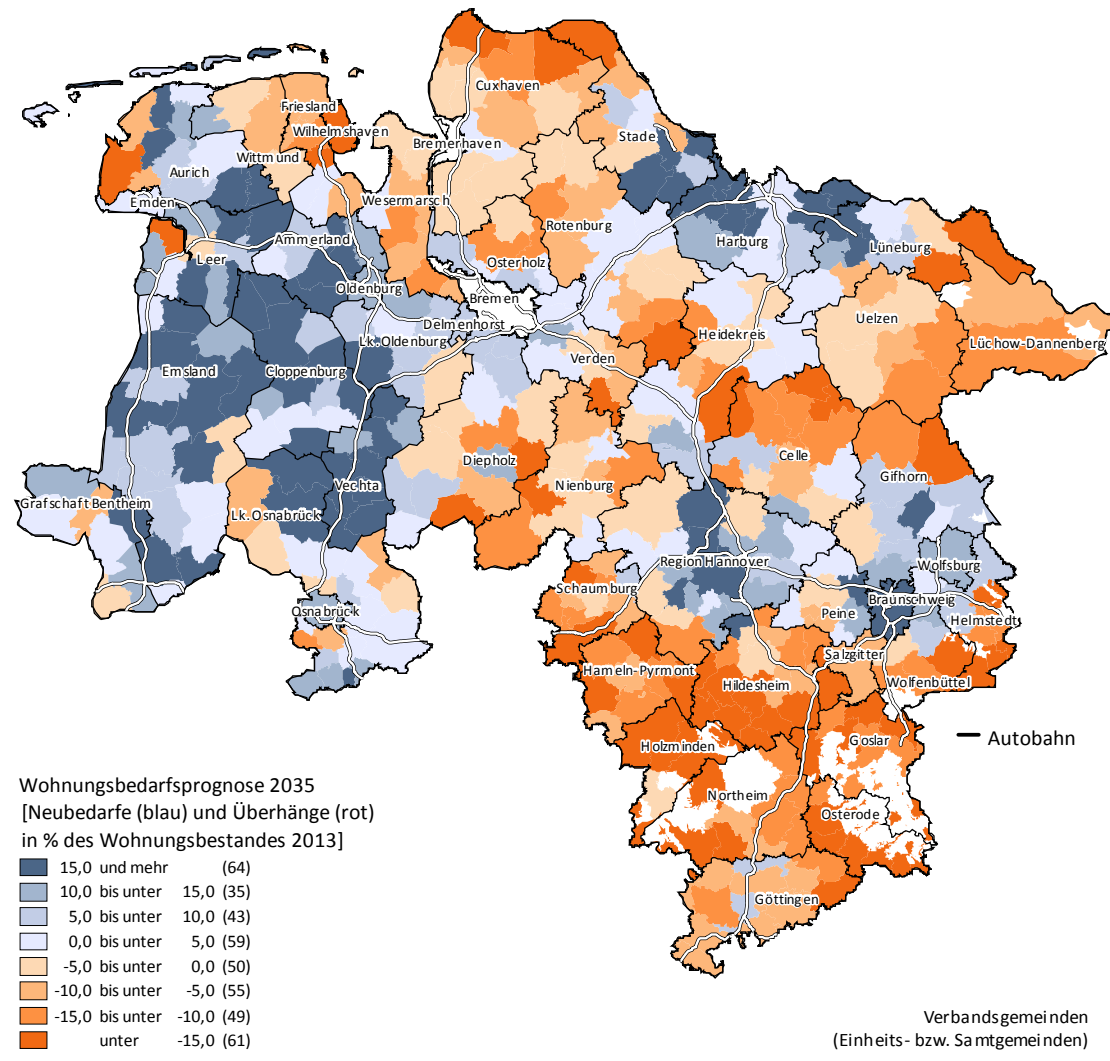 Cuxhaven
Friesland
Wilhelmshaven
Bremerhaven
Stade
Wittmund
Aurich
Emden
Wesermarsch
Rotenburg
Ammerland
Harburg
Lüneburg
Leer
Osterholz
Oldenburg
Bremen
Uelzen
Delmenhorst
Heidekreis
Lk. Oldenburg
Lüchow-Dannenberg
Verden
Emsland
Cloppenburg
Diepholz
Celle
Gifhorn
Vechta
Nienburg
Grafschaft Bentheim
Lk. Osnabrück
Region Hannover
Wolfsburg
Schaumburg
Braunschweig
Osnabrück
Peine
Helmstedt
Salzgitter
Hameln-Pyrmont
Hildesheim
Wolfenbüttel
Autobahn
Holzminden
Goslar
Northeim
Osterode
Göttingen
Wohnungsbedarfsprognose 2035
[Neubedarfe (blau) und Überhänge (rot)
in % des Wohnungsbestandes 2013]
15,0 und mehr (64)
10,0 bis unter 15,0 (35)
5,0 bis unter 10,0 (43)
0,0 bis unter 5,0 (59)
-5,0 bis unter 0,0 (50)
-10,0 bis unter -5,0 (55)
-15,0 bis unter -10,0 (49)
unter -15,0 (61)
Verbandsgemeinden
(Einheits- bzw. Samtgemeinden)